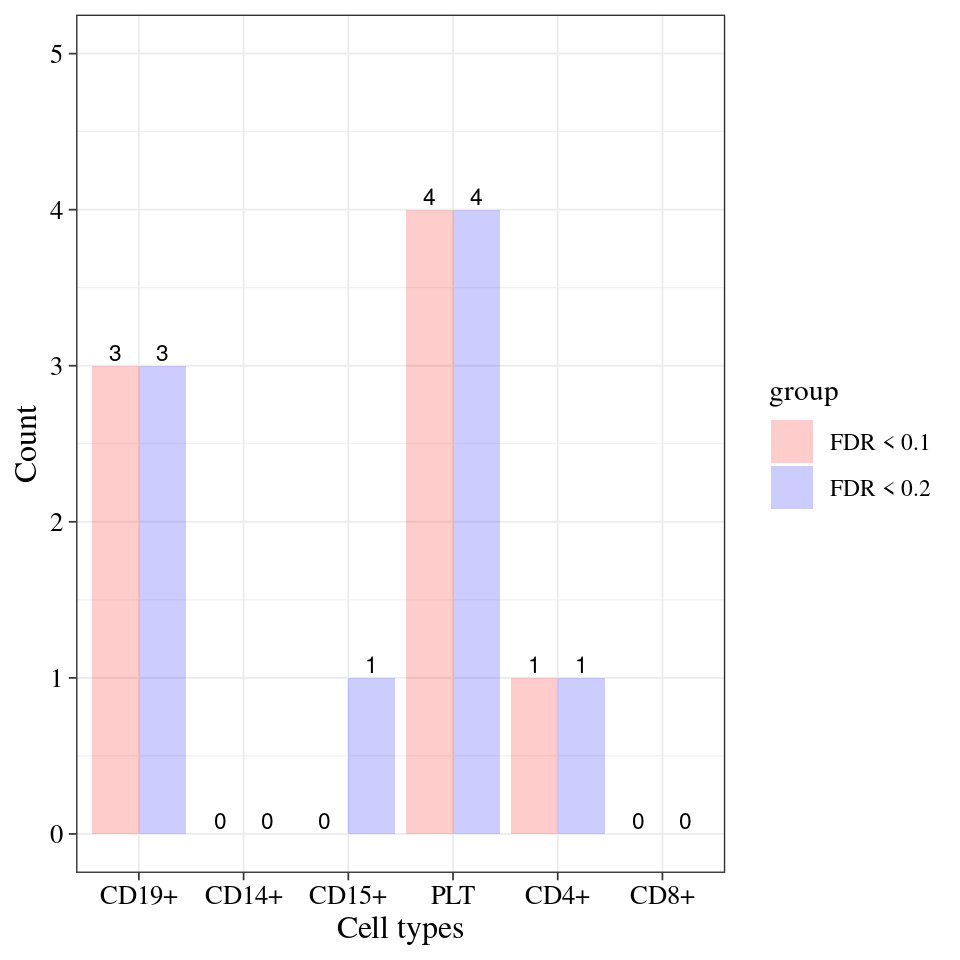 5
4
3
2
1
0
Count
3 3 0 0 0 1 4 4 1 1 0 0
CD19+ CD14+ CD15+ PLT CD4+ CD8+
Cell types
group
FDR < 0.1
FDR < 0.2